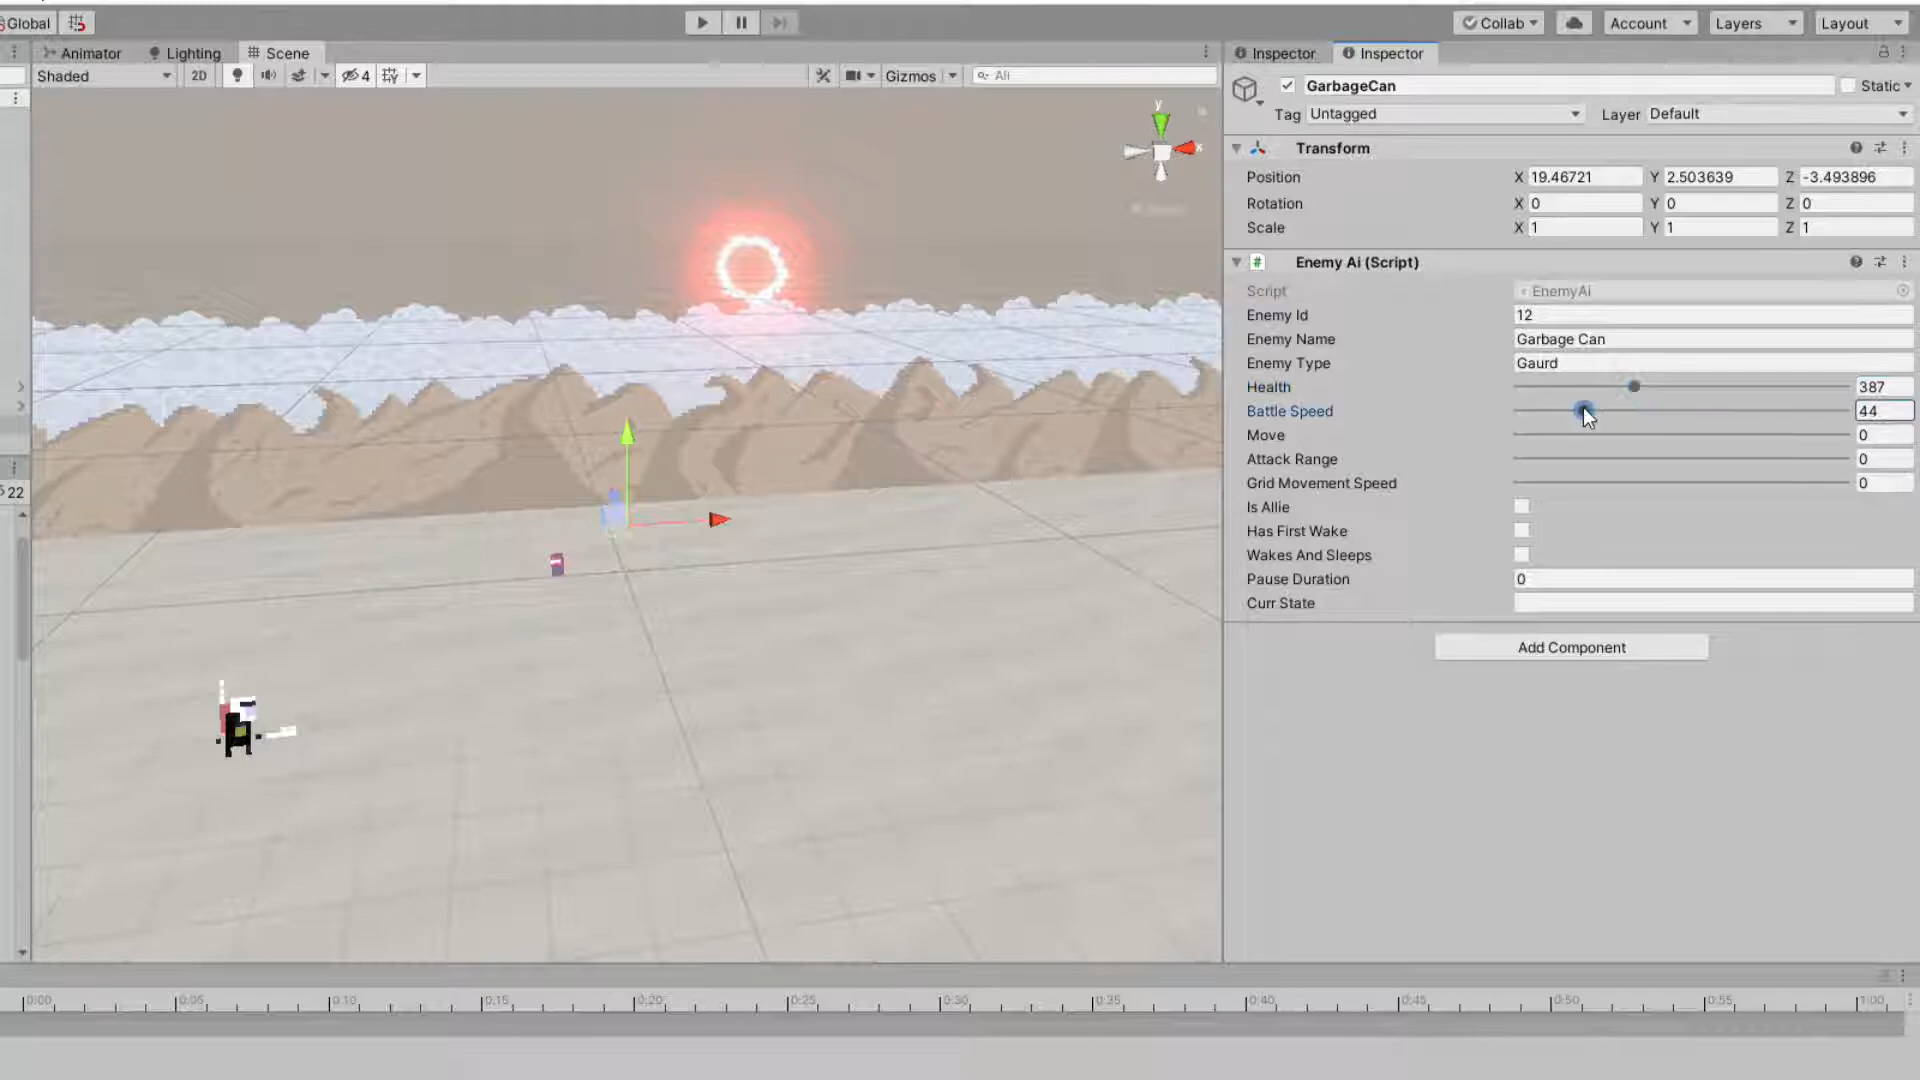 Global
Collab
Account
Layers
Layout
Animator
Lighting
Scene
Inspector
Inspector
Shaded
2D
4
Gizmos
All
GarbageCan
Static
Tag Untagged
Layer Default
y
x
Transform
Position X 19.46721 Y 2.503639 Z -3.493896
Rotation X 0 Y 0 Z 0
Scale X 1 Y 1 Z 1
# Enemy Ai (Script)
Script EnemyAi
Enemy Id 12
Enemy Name Garbage Can
Enemy Type Gaurd
Health 387
Battle Speed 44
Move 0
Attack Range 0
Grid Movement Speed 0
Is Allie
Has First Wake
Wakes And Sleeps
Pause Duration 0
Curr State
22
Add Component
0:00 0:05 0:10 0:15 0:20 0:25 0:30 0:35 0:40 0:45 0:50 0:55 1:00